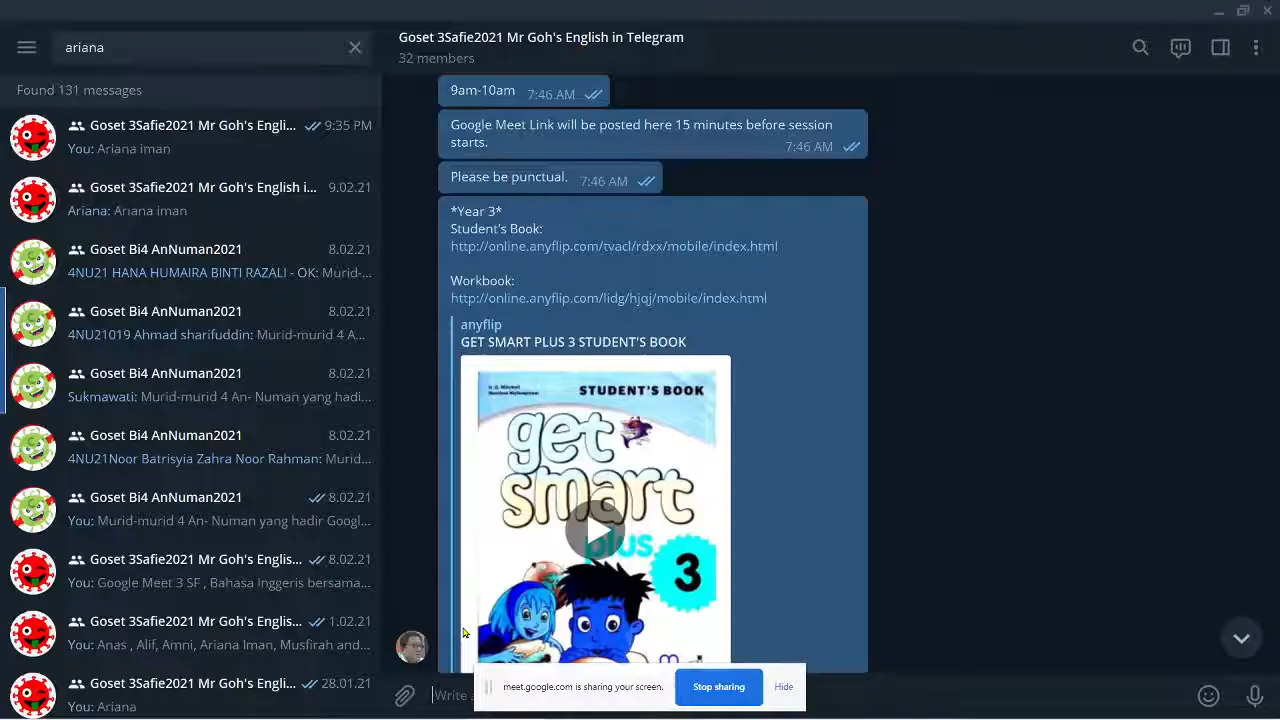 ariana
Found 131 messages
Goset 3Safie2021 Mr Goh's Engli... 9:35 PM
You: Ariana iman
Goset 3Safie2021 Mr Goh's English i... 9.02.21
Ariana: Arıana iman
Goset Bi4 AnNuman2021 8.02.21
4NU21 HANA HUMAIRA BINTI RAZALI - OK: Murid-...
Goset Bi4 AnNuman2021 8.02.21
4NU21019 Ahmad sharifuddin: Murid-murid 4 A...
Goset Bi4 AnNuman2021 8.02.21
Sukmawati: Murid-murid 4 An- Numan yang hadi...
Goset Bi4 AnNuman2021 8.02.21
4NU21Noor Batrisyia Zahra Noor Rahman: Murid...
Goset Bi4 AnNuman2021 8.02.21
You: Murid-murid 4 An- Numan yang hadir Googl...
Goset 3Safie2021 Mr Goh's Englis... 8.02.21
You: Google Meet 3 SF , Bahasa Inggeris bersama...
Goset 3Safie2021 Mr Goh's Englis... 1.02.21
You: Anas , Alif, Amni, Ariana Iman, Musfirah and...
Goset 3Safie2021 Mr Goh's Engli... 28.01.21
You: Ariana
Goset 3Safie2021 Mr Goh's English in Telegram
32 members
9am-10am 7:46 AM
Google Meet Link will be posted here 15 minutes before session
starts. 7:46 AM
Please be punctual. 7:46 AM
*Year 3*
Student's Book:
http://online.anyflip.com/tvacl/rdxx/mobile/index.html
Workbook:
http://online.anyflip.com/lidg/hjqj/mobile/index.html
anyflip
GET SMART PLUS 3 STUDENT'S BOOK
STUDENT'S BOOK
get
smart
plus
3
Write
meet.google.com is sharing your screen.
Stop sharing
Hide